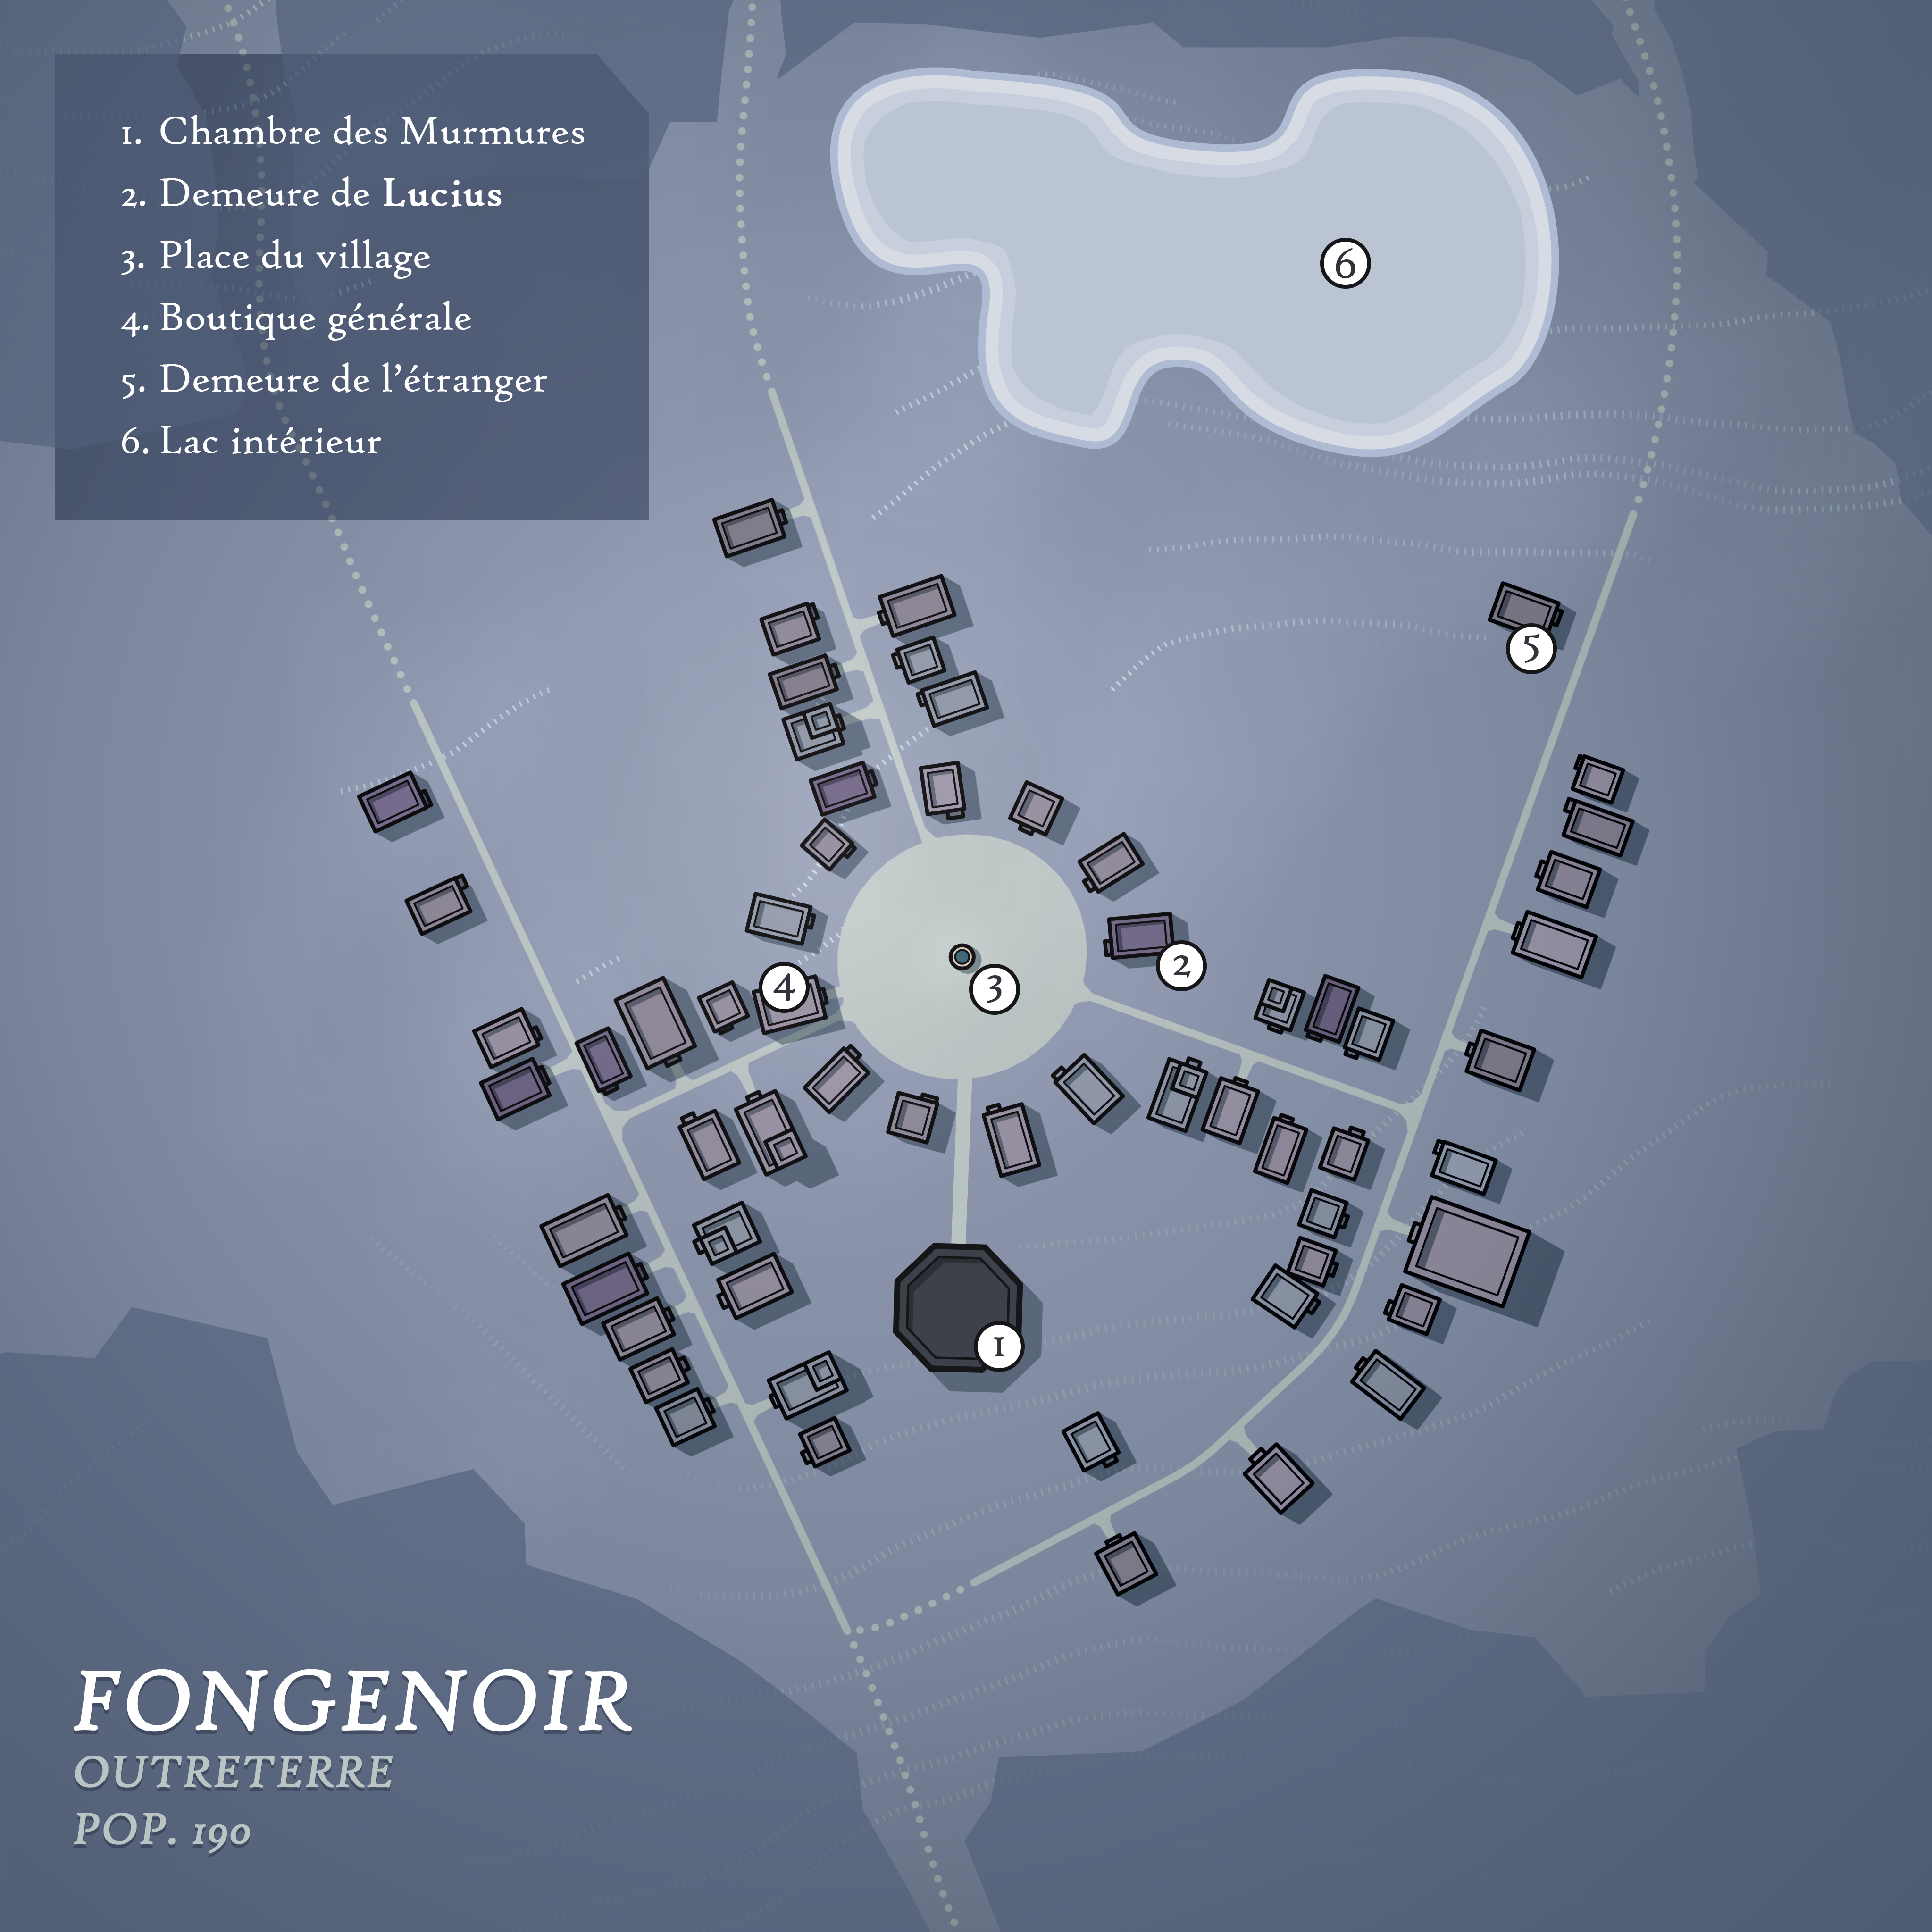 1. Chambre des Murmures
2. Demeure de Lucius
3. Place du village
4. Boutique générale
5. Demeure de l'étranger
6. Lac intérieur
6
5
2
4
3
1
FONGENOIR
OUTRETERRE
POP. 190